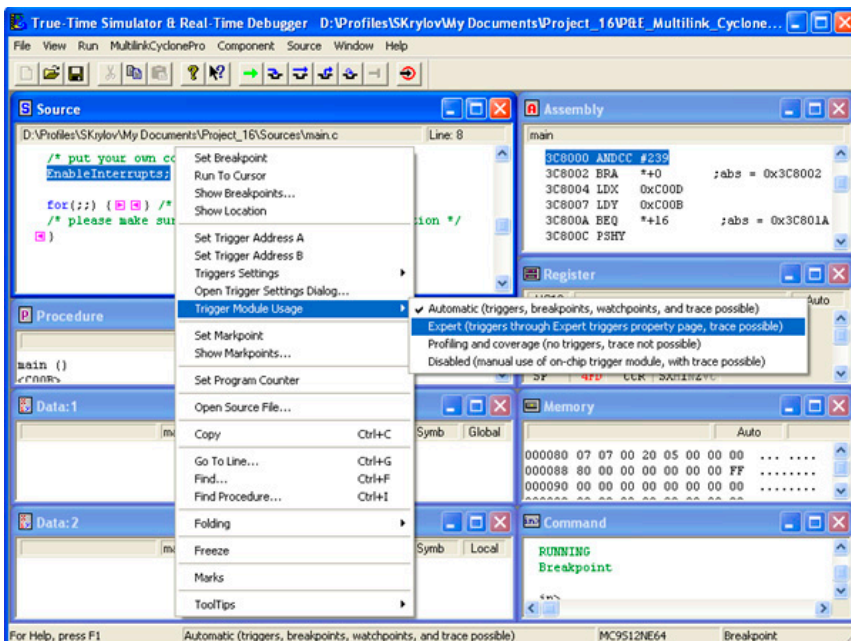 True-Time Simulator & Real-Time Debugger D:\Profiles\SKrylov\My Documents\Project_16\P&E_Multilink_Cyclone...
File View Run MultilinkCyclonePro Component Source Window Help
Source
D:\Profiles\SKrylov\My Documents\Project_16\Sources\main.c Line: 8
/* put your own co
EnableInterrupts;
for(;;) { /*
/* please make sur ion */
}
Set Breakpoint
Run To Cursor
Show Breakpoints...
Show Location
Set Trigger Address A
Set Trigger Address B
Triggers Settings
Open Trigger Settings Dialog...
Trigger Module Usage
Set Markpoint
Show Markpoints...
Set Program Counter
Open Source File...
Copy Ctrl+C
Go To Line... Ctrl+G
Find... Ctrl+F
Find Procedure... Ctrl+I
Folding
Freeze
Marks
ToolTips
Automatic (triggers, breakpoints, watchpoints, and trace possible)
Expert (triggers through Expert triggers property page, trace possible)
Profiling and coverage (no triggers, trace not possible)
Disabled (manual use of on-chip trigger module, with trace possible)
Assembly
main
3C8000 ANDCC #239
3C8002 BRA *+0 ;abs = 0x3C8002
3C8004 LDX 0xC00D
3C8007 LDY 0xC00B
3C800A BEQ *+16 ;abs = 0x3C801A
3C800C PSHY
Register
Auto
SP 4FD CCR SXHINZVC
Procedure
main ()
Data:1
Symb Global
Memory
Auto
000080 07 07 00 20 05 00 00 00 ... ....
000088 80 00 00 00 00 00 00 FF ........
000090 00 00 00 00 00 00 00 00 ........
Data:2
Symb Local
Command
RUNNING
Breakpoint
in>
For Help, press F1 Automatic (triggers, breakpoints, watchpoints, and trace possible) MC9S12NE64 Breakpoint